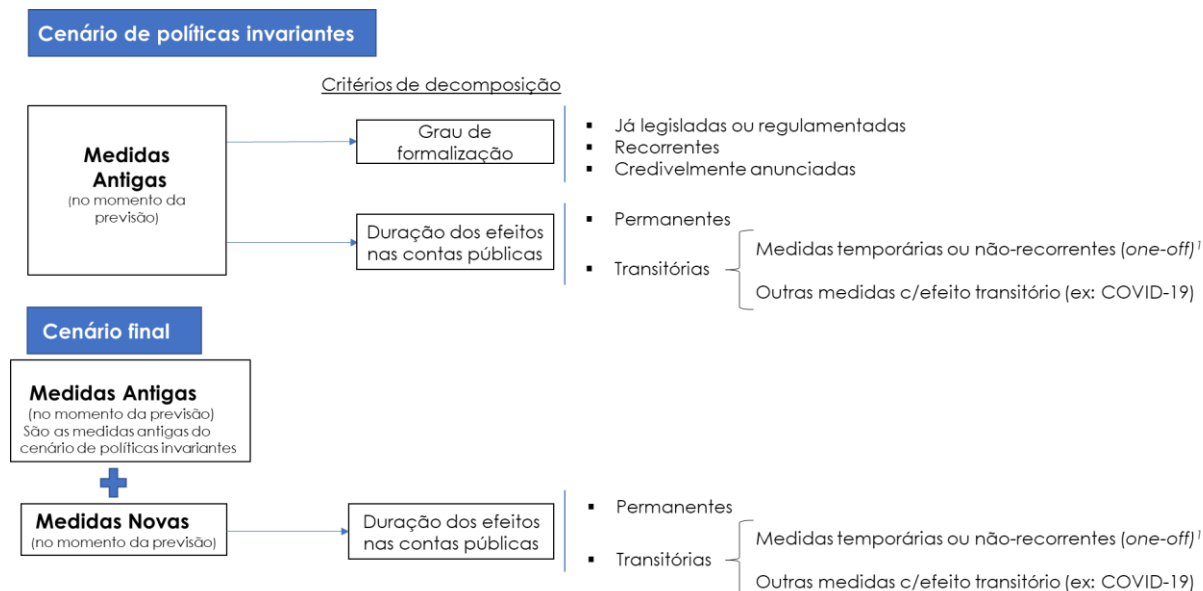 Cenário de políticas invariantes
Critérios de decomposição
Medidas
Antigas
(no momento da
previsão)
Grau de
formalização
▪ Já legisladas ou regulamentadas
▪ Recorrentes
▪ Credivelmente anunciadas
Duração dos efeitos
nas contas públicas
▪ Permanentes
▪ Transitórias
Medidas temporárias ou não-recorrentes (one-off)¹
Outras medidas c/efeito transitório (ex: COVID-19)
Cenário final
Medidas Antigas
(no momento da previsão)
São as medidas antigas do
cenário de políticas invariantes
Medidas Novas
(no momento da previsão)
Duração dos efeitos
nas contas públicas
▪ Permanentes
▪ Transitórias
Medidas temporárias ou não-recorrentes (one-off)¹
Outras medidas c/efeito transitório (ex: COVID-19)